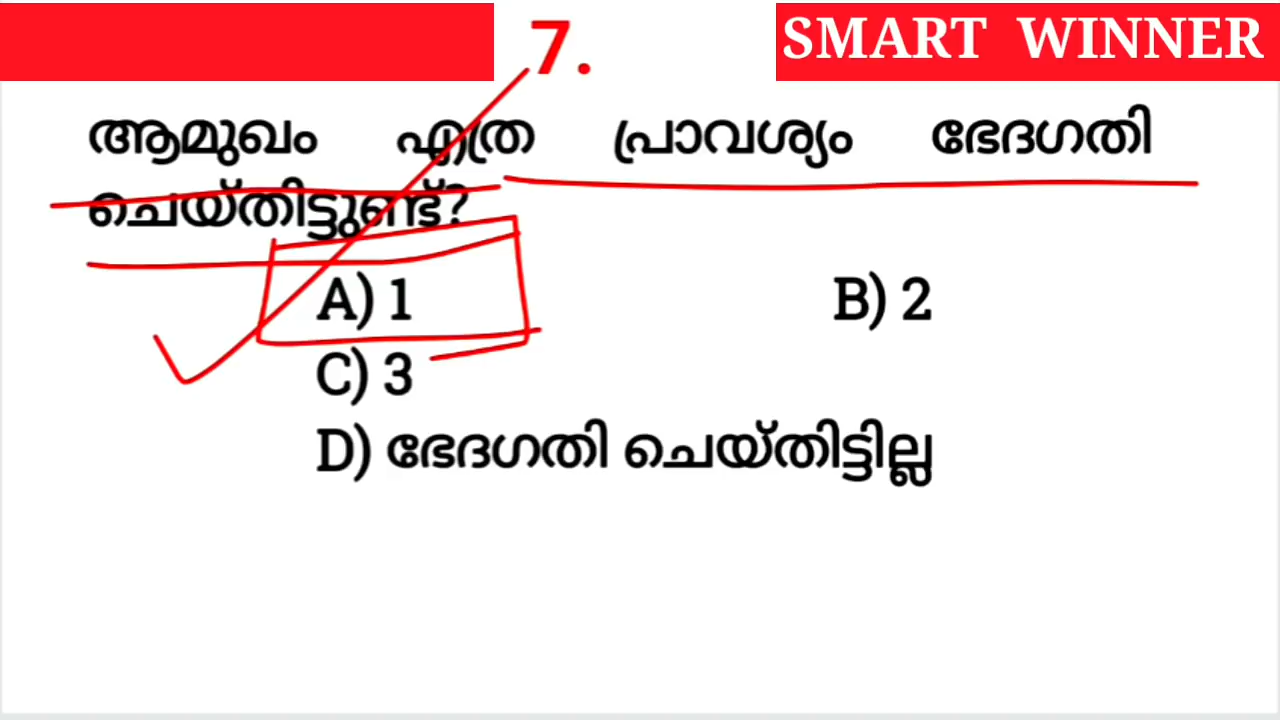 7.
SMART WINNER
ആമുഖം എത്ര പ്രാവശ്യം ഭേദഗതി
ചെയ്തിട്ടുണ്ട്?
A) 1 B) 2
C) 3
D) ഭേദഗതി ചെയ്തിട്ടില്ല